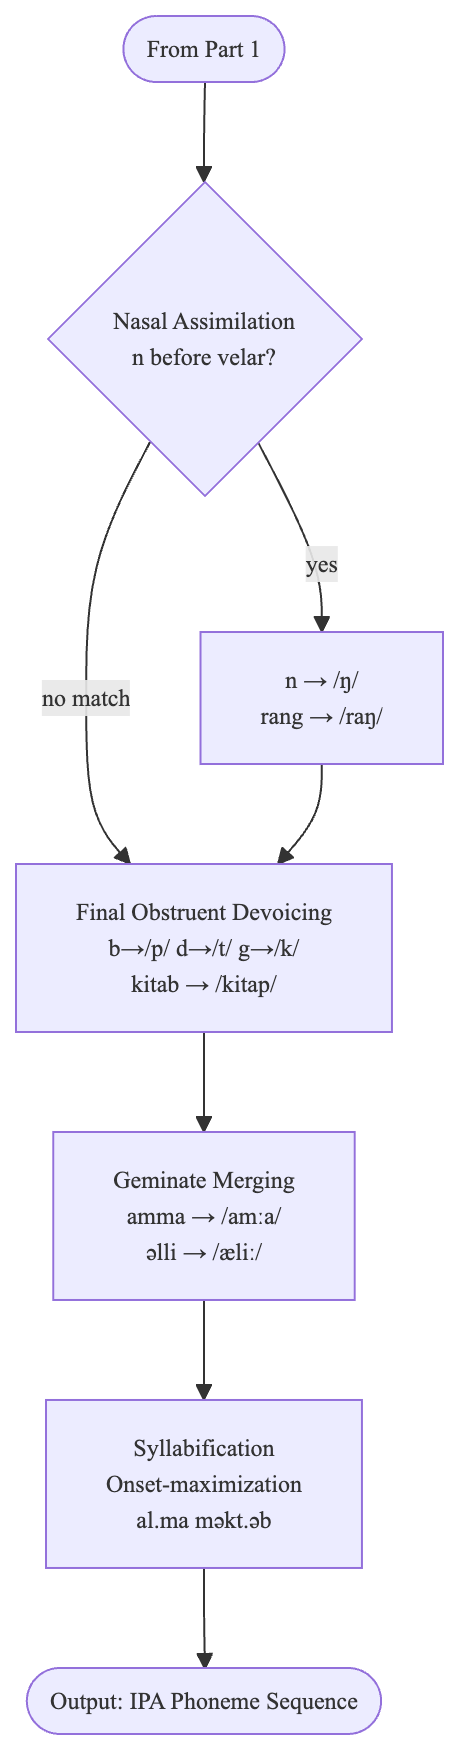 From Part 1
Nasal Assimilation
n before velar?
yes
n → /ŋ/
rang → /raŋ/
no match
Final Obstruent Devoicing
b→/p/ d→/t/ g→/k/
kitab → /kitap/
Geminate Merging
amma → /amː​a/
əlli → /æliː/
Syllabification
Onset-maximization
al.ma məkt.əb
Output: IPA Phoneme Sequence